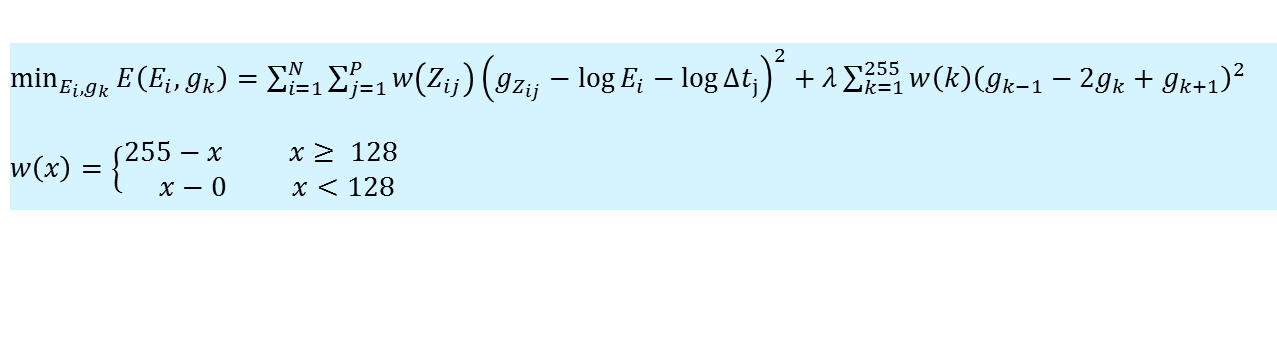 min_{E_i,g_k} E(E_i, g_k) = ∑_{i=1}^{N} ∑_{j=1}^{P} w(Z_{ij}) (g_{Z_{ij}} − log E_i − log Δt_j)^2 + λ ∑_{k=1}^{255} w(k)(g_{k−1} − 2g_k + g_{k+1})^2
w(x) = { 255 − x x ≥ 128
x − 0 x < 128